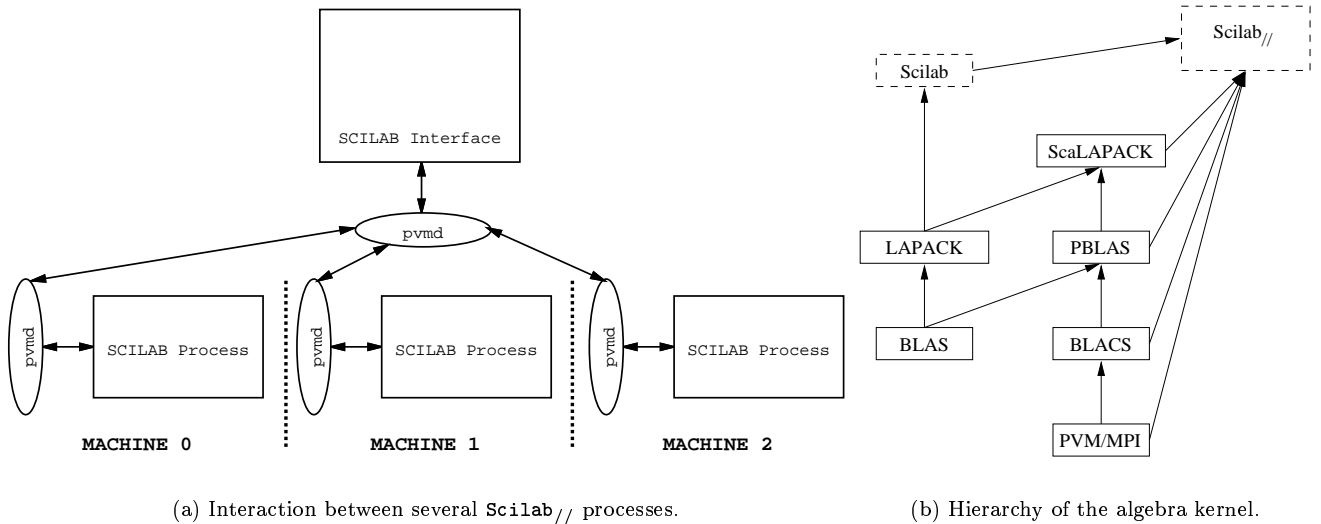 SCILAB Interface
pvmd
pvmd
SCILAB Process
pvmd
SCILAB Process
pvmd
SCILAB Process
MACHINE 0
MACHINE 1
MACHINE 2
(a) Interaction between several Scilab// processes.
Scilab//
Scilab
ScaLAPACK
LAPACK
PBLAS
BLAS
BLACS
PVM/MPI
(b) Hierarchy of the algebra kernel.